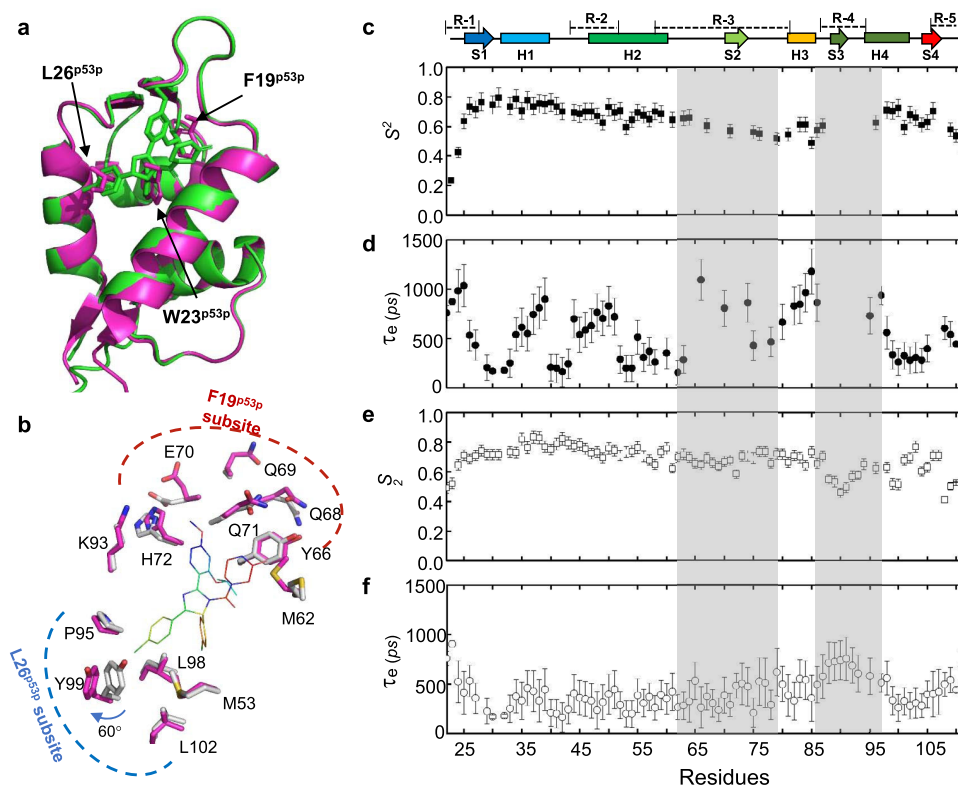 a
L26p53p
F19p53p
W23p53p
b
F19p53p
subsite
E70
Q69
Q71
Q68
K93
H72
Y66
M62
P95
L98
Y99
M53
60°
L102
L26p53p subsite
c
R-1
R-2
R-3
R-4
R-5
S1
H1
H2
S2
H3
S3
H4
S4
S2
1.0
0.8
0.6
0.4
0.2
0.0
d
τe (ps)
1500
1000
500
0
e
S2
1.0
0.8
0.6
0.4
0.2
0.0
f
τe (ps)
1500
1000
500
0
25 35 45 55 65 75 85 95 105
Residues